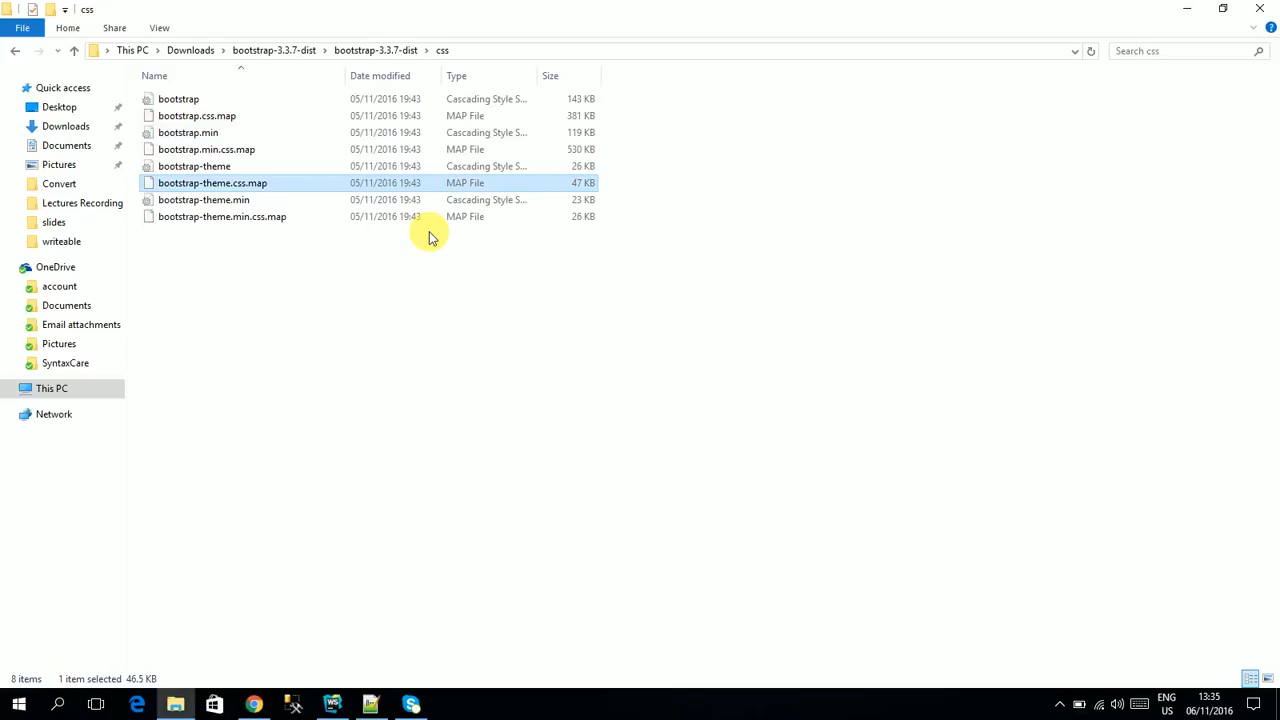 css
File Home Share View
This PC Downloads bootstrap-3.3.7-dist bootstrap-3.3.7-dist css Search css
Name Date modified Type Size
bootstrap 05/11/2016 19:43 Cascading Style S... 143 KB
bootstrap.css.map 05/11/2016 19:43 MAP File 381 KB
bootstrap.min 05/11/2016 19:43 Cascading Style S... 119 KB
bootstrap.min.css.map 05/11/2016 19:43 MAP File 530 KB
bootstrap-theme 05/11/2016 19:43 Cascading Style S... 26 KB
bootstrap-theme.css.map 05/11/2016 19:43 MAP File 47 KB
bootstrap-theme.min 05/11/2016 19:43 Cascading Style S... 23 KB
bootstrap-theme.min.css.map 05/11/2016 19:43 MAP File 26 KB
Quick access
Desktop
Downloads
Documents
Pictures
Convert
Lectures Recording
slides
writeable
OneDrive
account
Documents
Email attachments
Pictures
SyntaxCare
This PC
Network
8 items 1 item selected 46.5 KB
ENG 13:35
US 06/11/2016